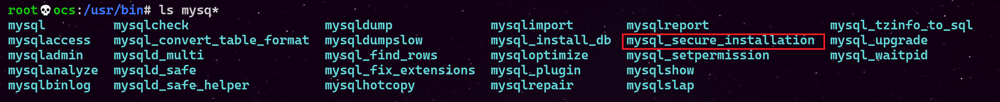 root💀ocs:/usr/bin# ls mysq*
mysql mysqlcheck mysqldump mysqlimport mysqlreport mysql_tzinfo_to_sql
mysqlaccess mysql_convert_table_format mysqldumpslow mysql_install_db mysql_secure_installation mysql_upgrade
mysqladmin mysqld_multi mysql_find_rows mysqloptimize mysql_setpermission mysql_waitpid
mysqlanalyze mysqld_safe mysql_fix_extensions mysql_plugin mysqlshow
mysqlbinlog mysqld_safe_helper mysqlhotcopy mysqlrepair mysqlslap